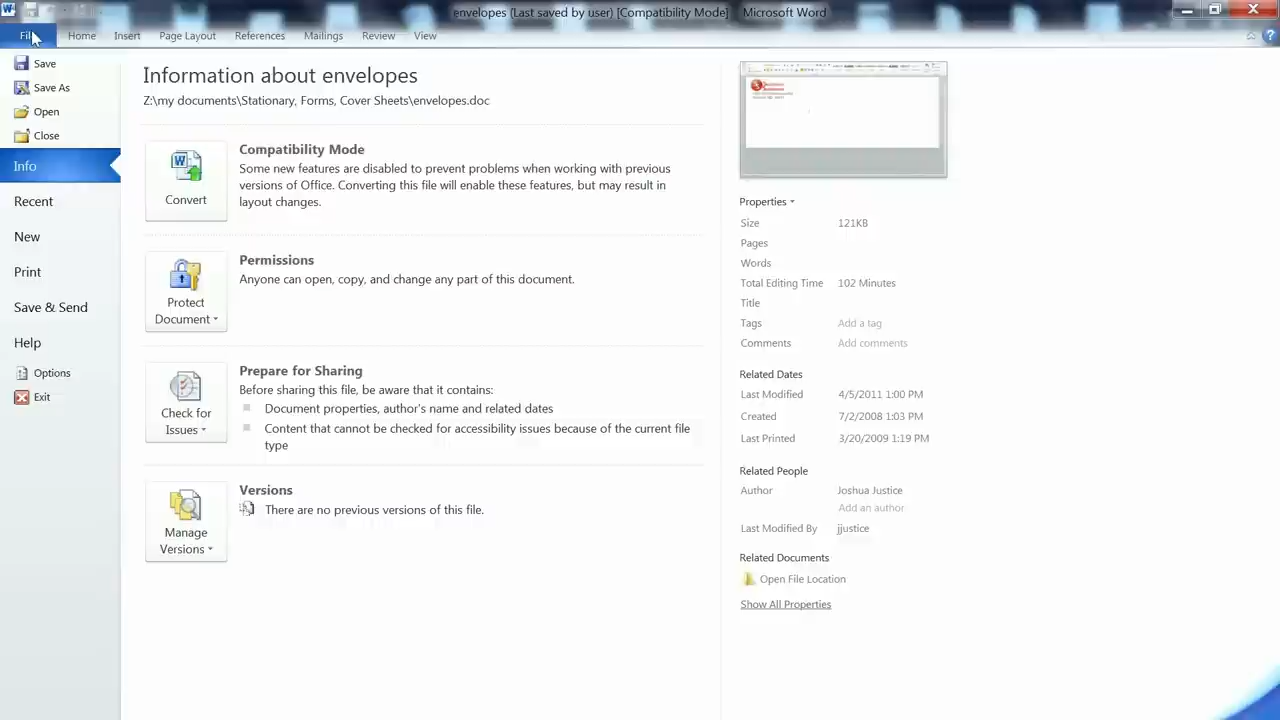 envelopes (Last saved by user) [Compatibility Mode] - Microsoft Word
File Home Insert Page Layout References Mailings Review View
Save
Save As
Open
Close
Info
Recent
New
Print
Save & Send
Help
Options
Exit
Information about envelopes
Compatibility Mode
Some new features are disabled to prevent problems when working with previous
versions of Office. Converting this file will enable these features, but may result in
layout changes.
Convert
Permissions
Anyone can open, copy, and change any part of this document.
Protect
Document
Prepare for Sharing
Before sharing this file, be aware that it contains:
Document properties, author's name and related dates
Content that cannot be checked for accessibility issues because of the current file
type
Check for
Issues
Versions
There are no previous versions of this file.
Manage
Versions
Properties
Size 121KB
Pages
Words
Total Editing Time 102 Minutes
Title
Tags Add a tag
Comments Add comments
Related Dates
Last Modified 4/5/2011 1:00 PM
Created 7/2/2008 1:03 PM
Last Printed 3/20/2009 1:19 PM
Related People
Author Joshua Justice
Add an author
Last Modified By jjustice
Related Documents
Open File Location
Show All Properties